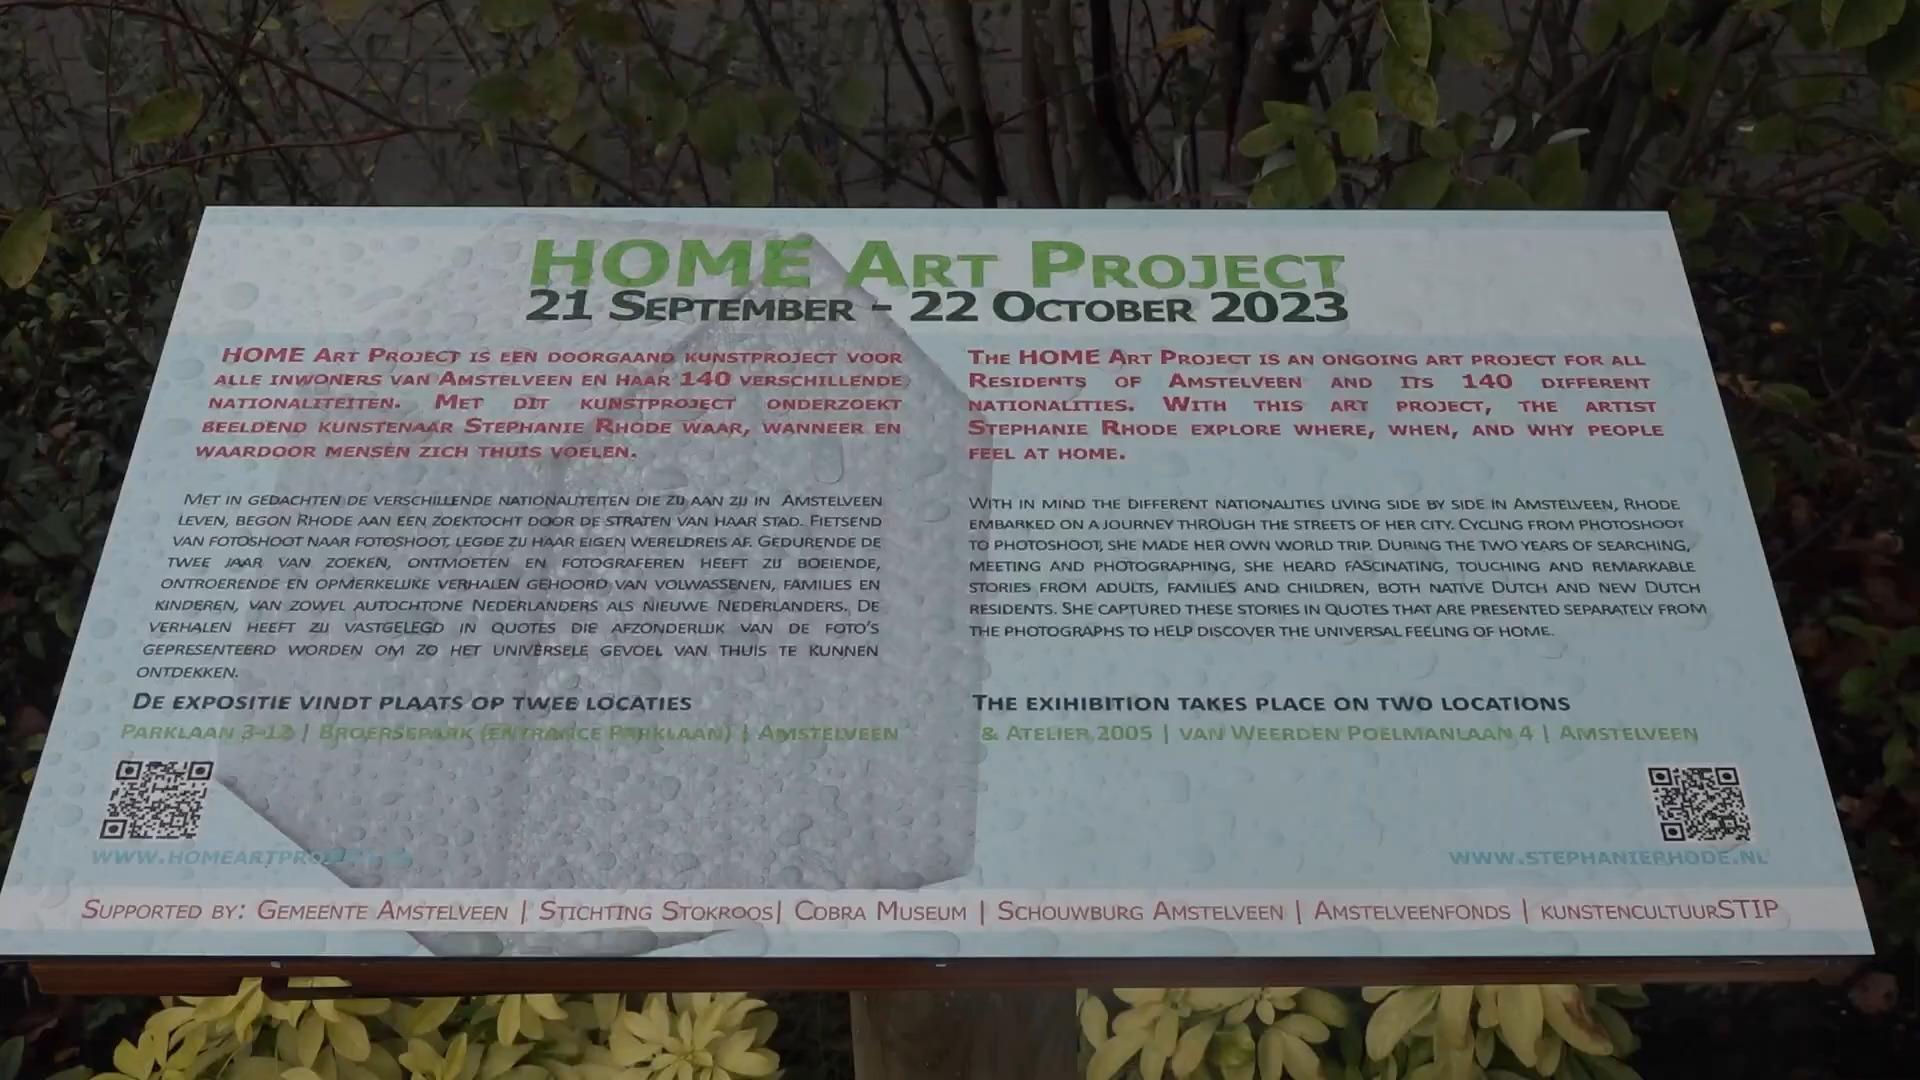 HOME Art Project
21 September - 22 October 2023
HOME Art Project is een doorgaand kunstproject voor
alle inwoners van Amstelveen en haar 140 verschillende
nationaliteiten. Met dit kunstproject onderzoekt
beeldend kunstenaar Stephanie Rhode waar, wanneer en
waardoor mensen zich thuis voelen.
Met in gedachten de verschillende nationaliteiten die zij aan zij in Amstelveen
leven, begon Rhode aan een zoektocht door de straten van haar stad. Fietsend
van fotoshoot naar fotoshoot, legde zij haar eigen wereldreis af. Gedurende de
twee jaar van zoeken, ontmoeten en fotograferen heeft zij boeiende,
ontroerende en opmerkelijke verhalen gehoord van volwassenen, families en
kinderen, van zowel autochtone Nederlanders als nieuwe Nederlanders. De
verhalen heeft zij vastgelegd in quotes die afzonderlijk van de foto's
gepresenteerd worden om zo het universele gevoel van thuis te kunnen
ontdekken.
De expositie vindt plaats op twee locaties
Parklaan 3-12 | Broersepark (entrance Parklaan) | Amstelveen
The HOME Art Project is an ongoing art project for all
Residents of Amstelveen and its 140 different
nationalities. With this art project, the artist
Stephanie Rhode explore where, when, and why people
feel at home.
With in mind the different nationalities living side by side in Amstelveen, Rhode
embarked on a journey through the streets of her city. Cycling from photoshoot
to photoshoot, she made her own world trip. During the two years of searching,
meeting and photographing, she heard fascinating, touching and remarkable
stories from adults, families and children, both native Dutch and new Dutch
residents. She captured these stories in quotes that are presented separately from
the photographs to help discover the universal feeling of home.
The exihibition takes place on two locations
& Atelier 2005 | van Weerden Poelmanlaan 4 | Amstelveen
www.stephanierhode.nl
Supported by: Gemeente Amstelveen | Stichting Stokroos| Cobra Museum | Schouwburg Amstelveen | Amstelveenfonds | kunstencultuurSTIP